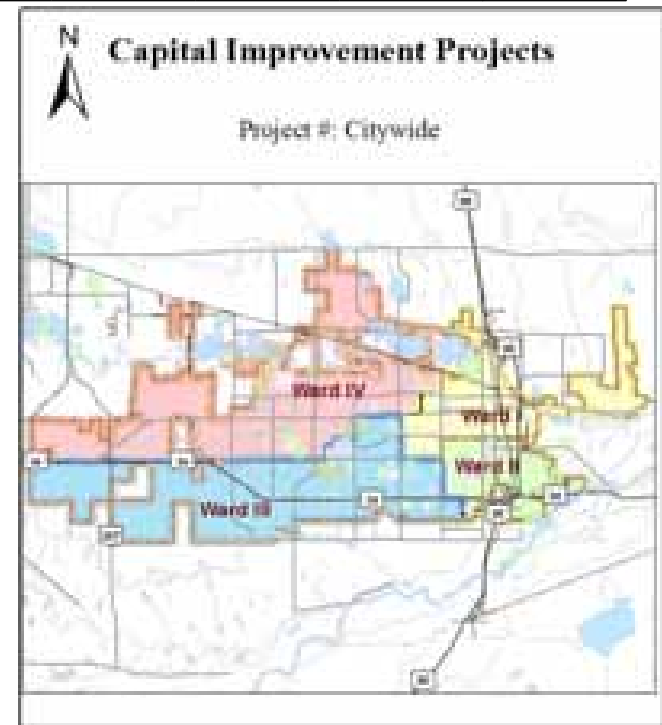 N
Capital Improvement Projects
Project #: Citywide
Ward IV
Ward I
Ward II
Ward III